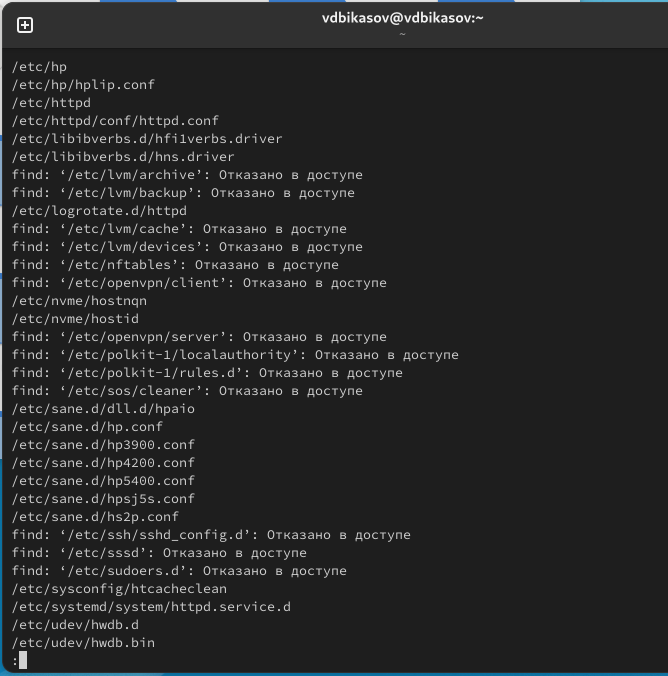 vdbikasov@vdbikasov:~
~
/etc/hp
/etc/hp/hplip.conf
/etc/httpd
/etc/httpd/conf/httpd.conf
/etc/libibverbs.d/hfi1verbs.driver
/etc/libibverbs.d/hns.driver
find: ‘/etc/lvm/archive’: Отказано в доступе
find: ‘/etc/lvm/backup’: Отказано в доступе
/etc/logrotate.d/httpd
find: ‘/etc/lvm/cache’: Отказано в доступе
find: ‘/etc/lvm/devices’: Отказано в доступе
find: ‘/etc/nftables’: Отказано в доступе
find: ‘/etc/openvpn/client’: Отказано в доступе
/etc/nvme/hostnqn
/etc/nvme/hostid
find: ‘/etc/openvpn/server’: Отказано в доступе
find: ‘/etc/polkit-1/localauthority’: Отказано в доступе
find: ‘/etc/polkit-1/rules.d’: Отказано в доступе
find: ‘/etc/sos/cleaner’: Отказано в доступе
/etc/sane.d/dll.d/hpaio
/etc/sane.d/hp.conf
/etc/sane.d/hp3900.conf
/etc/sane.d/hp4200.conf
/etc/sane.d/hp5400.conf
/etc/sane.d/hpsj5s.conf
/etc/sane.d/hs2p.conf
find: ‘/etc/ssh/sshd_config.d’: Отказано в доступе
find: ‘/etc/sssd’: Отказано в доступе
find: ‘/etc/sudoers.d’: Отказано в доступе
/etc/sysconfig/htcacheclean
/etc/systemd/system/httpd.service.d
/etc/udev/hwdb.d
/etc/udev/hwdb.bin
: